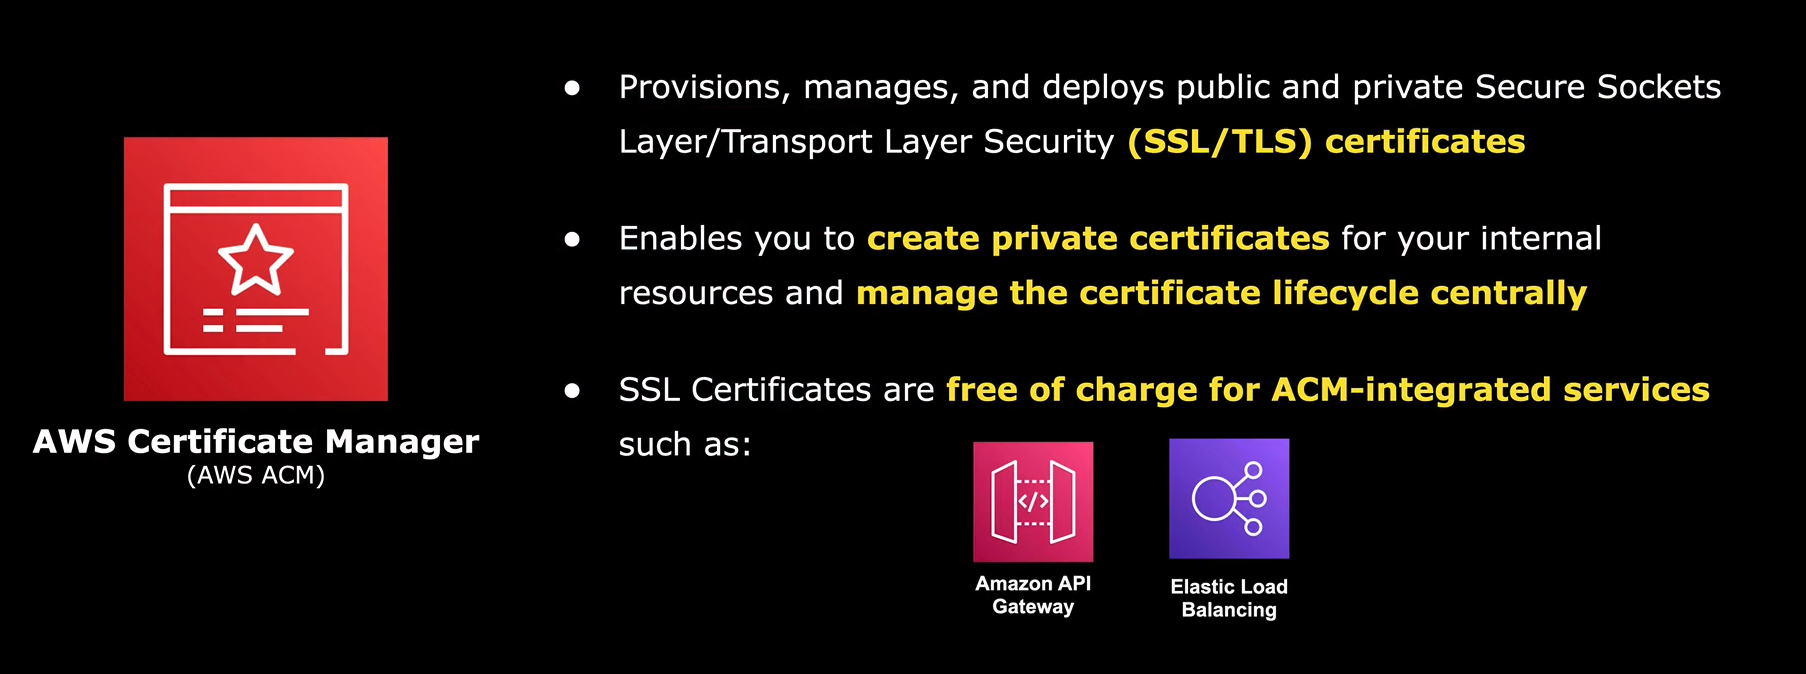 AWS Certificate Manager
(AWS ACM)
● Provisions, manages, and deploys public and private Secure Sockets
Layer/Transport Layer Security (SSL/TLS) certificates
● Enables you to create private certificates for your internal
resources and manage the certificate lifecycle centrally
● SSL Certificates are free of charge for ACM-integrated services
such as:
</>
Amazon API
Gateway
Elastic Load
Balancing